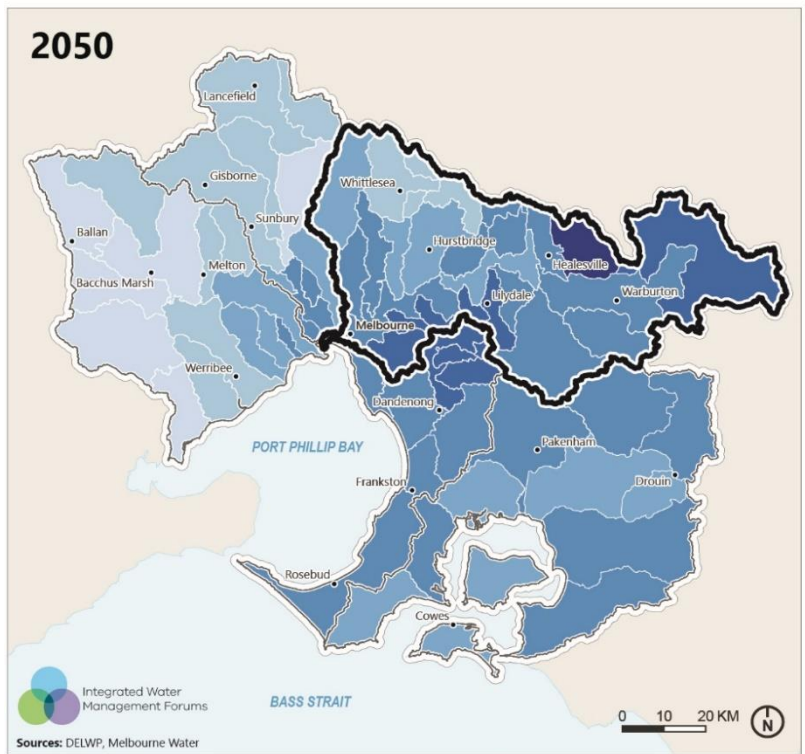 2050
Lancefield
Gisborne
Whittlesea
Sunbury
Ballan
Hurstbridge
Healesville
Bacchus Marsh
Melton
Lilydale
Warburton
Melbourne
Werribee
Dandenong
PORT PHILLIP BAY
Pakenham
Frankston
Drouin
Rosebud
Cowes
Integrated Water
Management Forums
BASS STRAIT
0 10 20 KM
N
Sources: DELWP, Melbourne Water